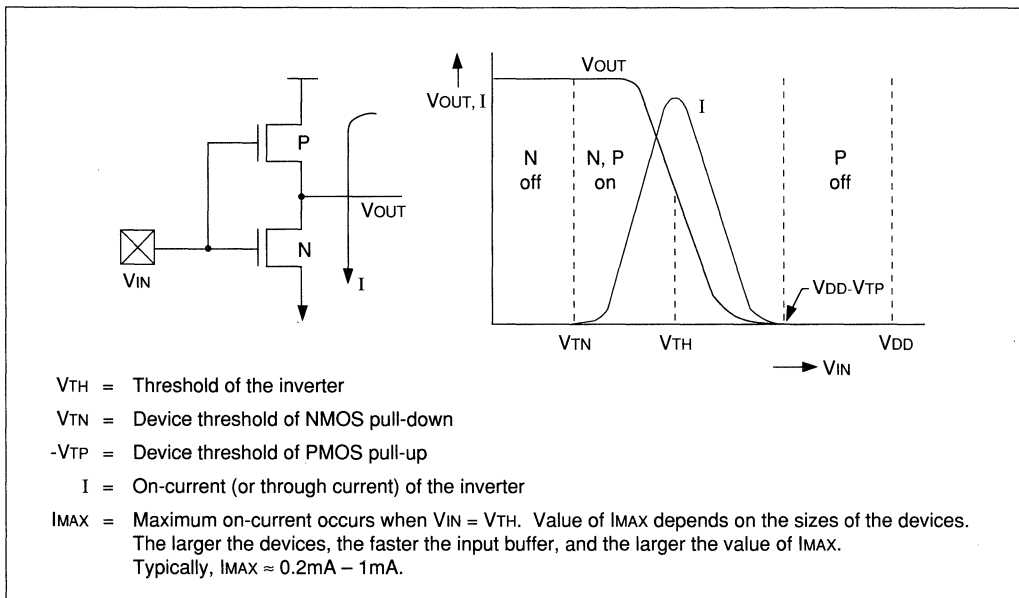 P
N
VOUT
VIN
I
VOUT, I
VOUT
I
N
off
N, P
on
P
off
VDD-VTP
VTN
VTH
VDD
VIN
VTH = Threshold of the inverter
VTN = Device threshold of NMOS pull-down
-VTP = Device threshold of PMOS pull-up
I = On-current (or through current) of the inverter
IMAX = Maximum on-current occurs when VIN = VTH. Value of IMAX depends on the sizes of the devices.
The larger the devices, the faster the input buffer, and the larger the value of IMAX.
Typically, IMAX ≈ 0.2mA – 1mA.